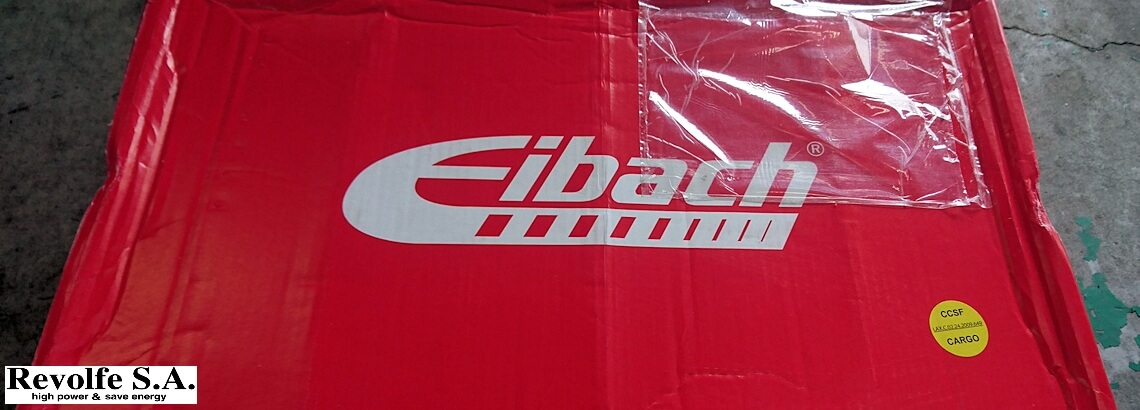 Eibach®
CCSF
CARGO
Revolfe S.A.
high power & save energy